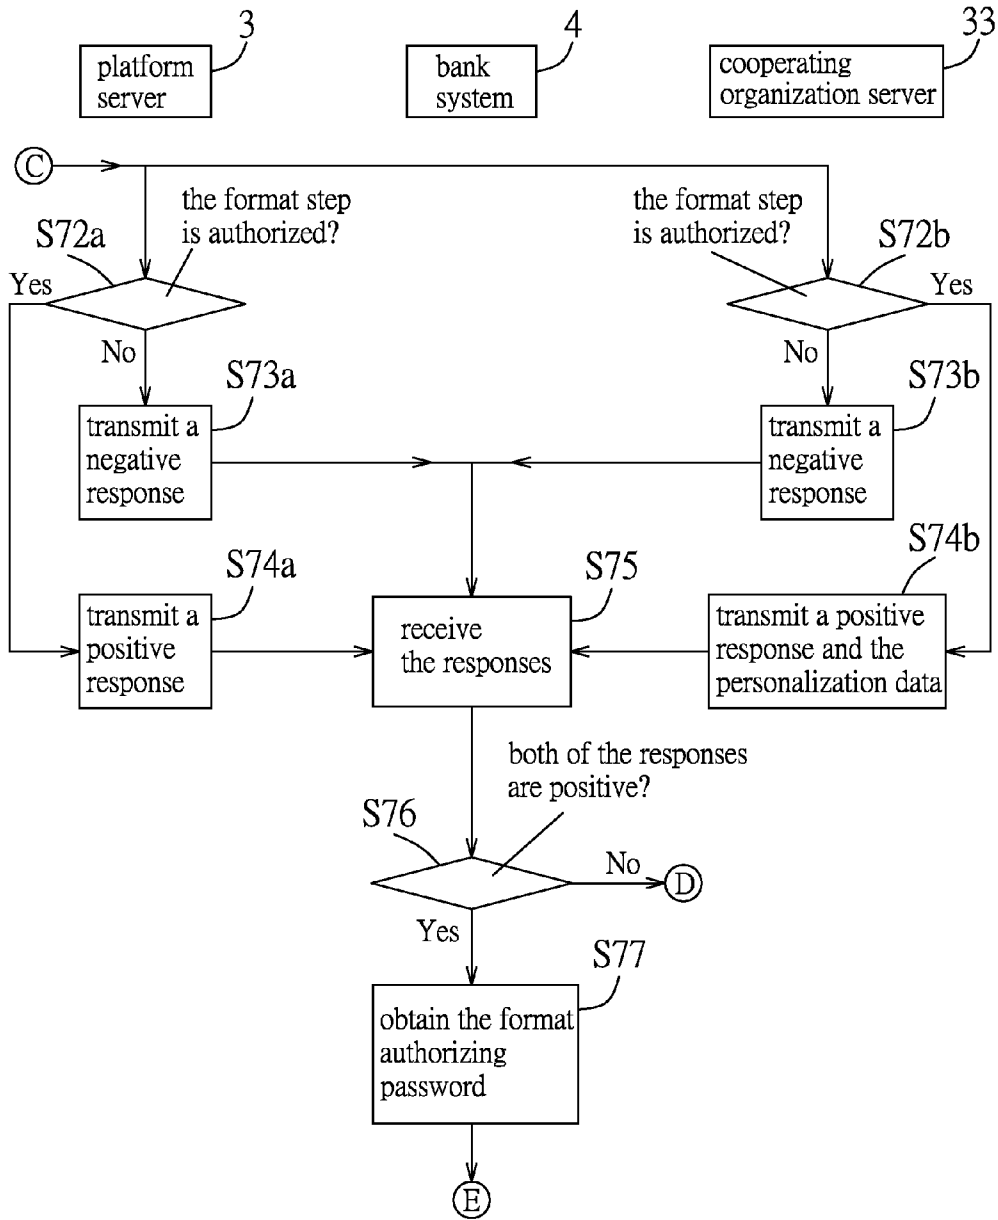 3
4
33
platform
server
bank
system
cooperating
organization server
C
the format step
is authorized?
the format step
is authorized?
S72a
S72b
Yes
Yes
No
No
S73a
S73b
transmit a
negative
response
transmit a
negative
response
S74a
S75
S74b
transmit a
positive
response
receive
the responses
transmit a positive
response and the
personalization data
both of the responses
are positive?
S76
No
D
Yes
S77
obtain the format
authorizing
password
E